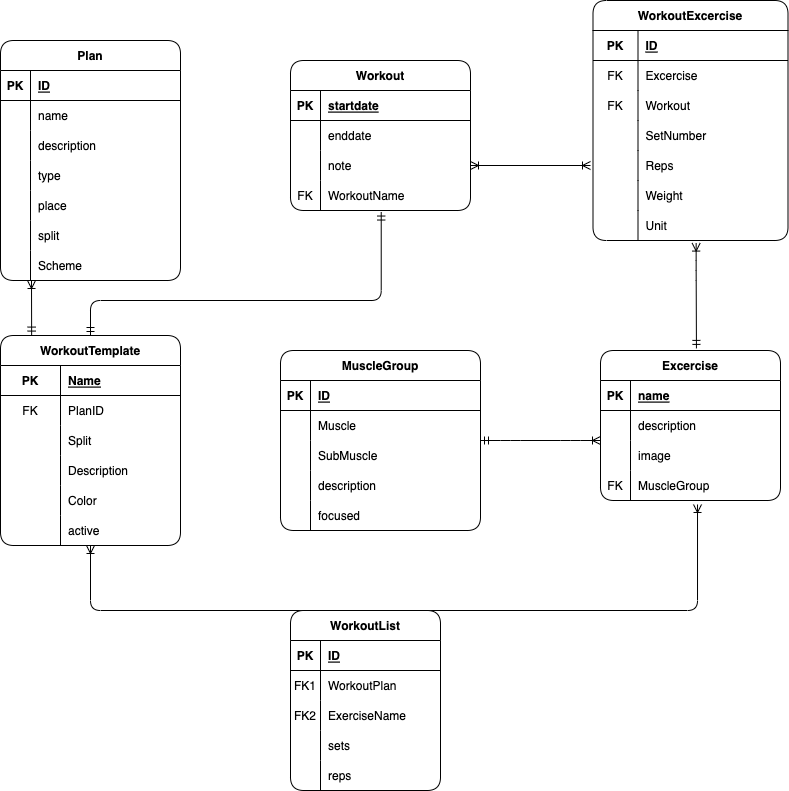 Plan
PK ID
name
description
type
place
split
Scheme
Workout
PK startdate
enddate
note
FK WorkoutName
WorkoutExcercise
PK ID
FK Excercise
FK Workout
SetNumber
Reps
Weight
Unit
WorkoutTemplate
PK Name
FK PlanID
Split
Description
Color
active
MuscleGroup
PK ID
Muscle
SubMuscle
description
focused
Excercise
PK name
description
image
FK MuscleGroup
WorkoutList
PK ID
FK1 WorkoutPlan
FK2 ExerciseName
sets
reps